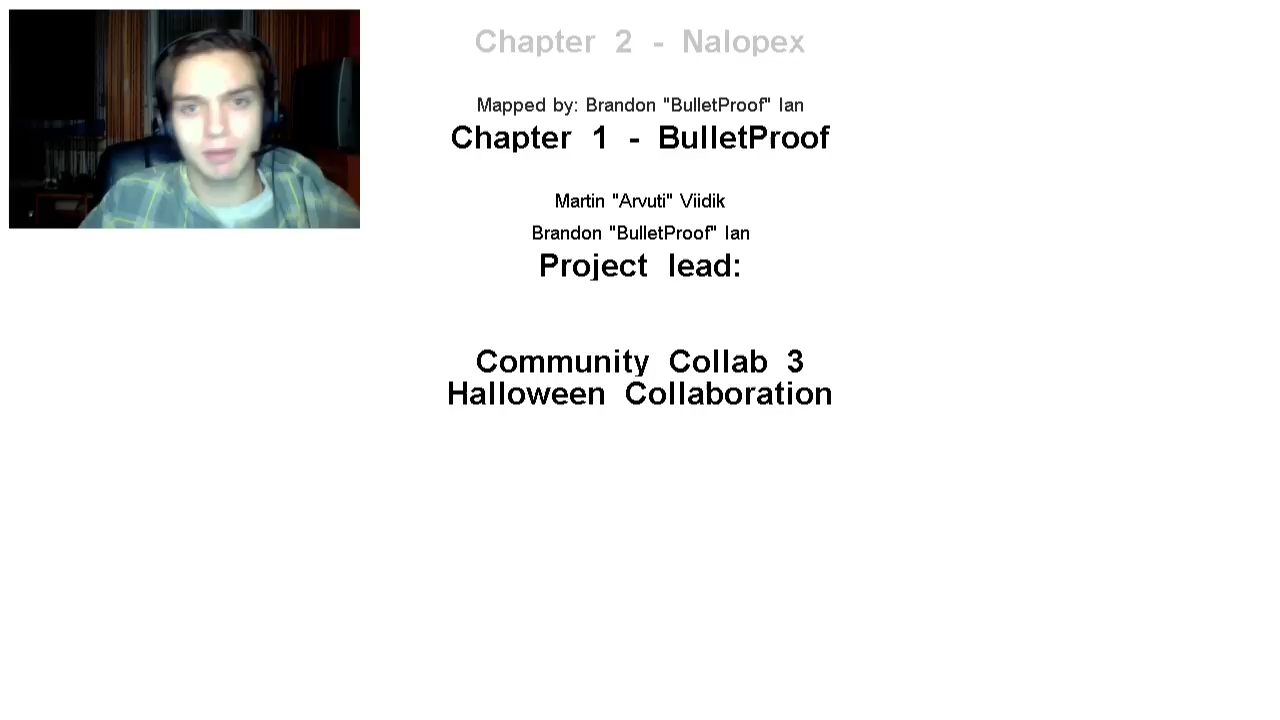 Chapter 2 - Nalopex
Mapped by: Brandon "BulletProof" Ian
Chapter 1 - BulletProof
Martin "Arvuti" Viidik
Brandon "BulletProof" Ian
Project lead:
Community Collab 3
Halloween Collaboration